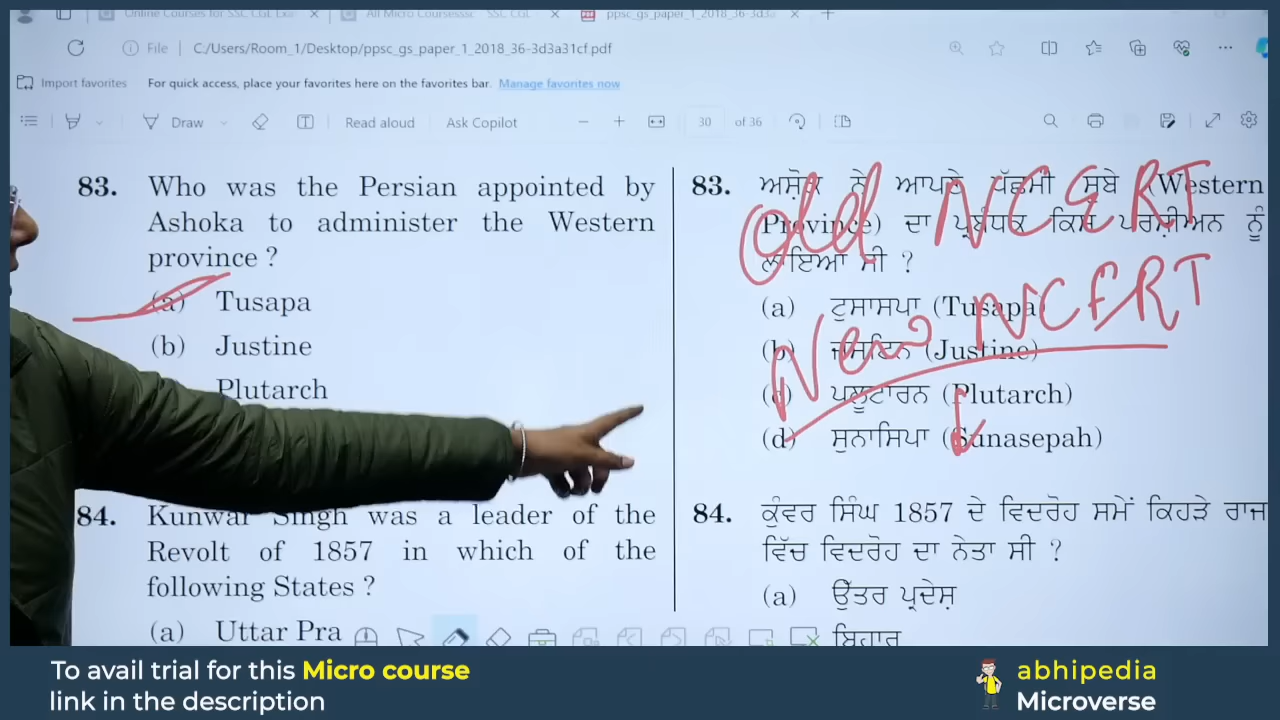 Online Courses for SSC CGL Exa
All Micro Coursesssc SSC CGL
ppsc_gs_paper_1_2018_36-3d3a
File C:/Users/Room_1/Desktop/ppsc_gs_paper_1_2018_36-3d3a31cf.pdf
Import favorites For quick access, place your favorites here on the favorites bar. Manage favorites now
Draw Read aloud Ask Copilot 30 of 36
83. Who was the Persian appointed by
Ashoka to administer the Western
province ?
(a) Tusapa
(b) Justine
Plutarch
84. Kunwar Singh was a leader of the
Revolt of 1857 in which of the
following States ?
(a) Uttar Pra
83. ਅਸ਼ੋਕ ਨੇ ਆਪਣੇ ਪੱਛਮੀ ਸੂਬੇ (Western
Province) ਦਾ ਪ੍ਰਬੰਧਕ ਕਿਸ ਪਰਸ਼ੀਅਨ ਨੂੰ
ਲਾਇਆ ਸੀ ?
(a) ਟੁਸਾਸਪਾ (Tusapa)
(b) ਜਸਟਿਨ (Justine)
(c) ਪਲੂਟਾਰਨ (Plutarch)
(d) ਸੁਨਾਸਿਪਾ (Sunasepah)
Old NCERT
New NCERT
84. ਕੁੰਵਰ ਸਿੰਘ 1857 ਦੇ ਵਿਦਰੋਹ ਸਮੇਂ ਕਿਹੜੇ ਰਾਜ
ਵਿੱਚ ਵਿਦਰੋਹ ਦਾ ਨੇਤਾ ਸੀ ?
(a) ਉੱਤਰ ਪ੍ਰਦੇਸ਼
ਬਿਹਾਰ
To avail trial for this Micro course
link in the description
abhipedia
Microverse